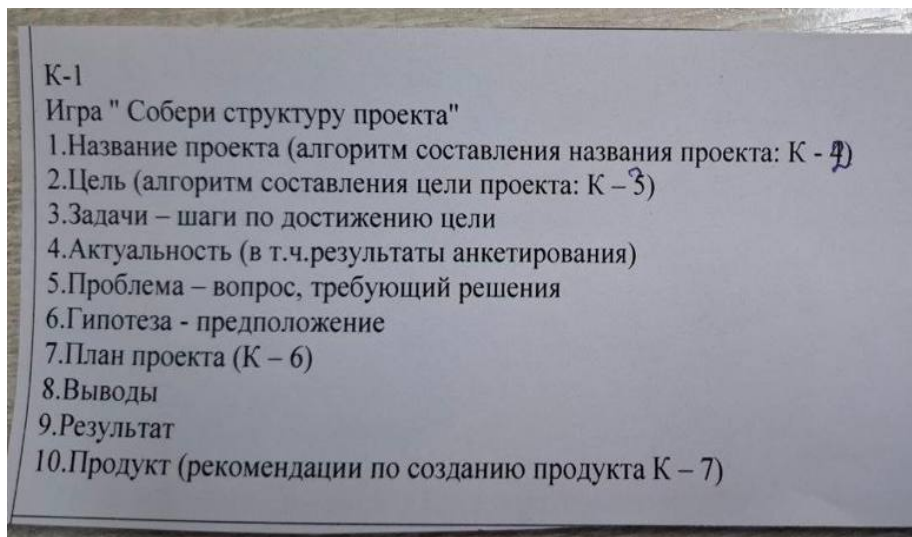 К-1
Игра " Собери структуру проекта"
1.Название проекта (алгоритм составления названия проекта: К - 2)
2.Цель (алгоритм составления цели проекта: К – 3)
3.Задачи – шаги по достижению цели
4.Актуальность (в т.ч.результаты анкетирования)
5.Проблема – вопрос, требующий решения
6.Гипотеза - предположение
7.План проекта (К – 6)
8.Выводы
9.Результат
10.Продукт (рекомендации по созданию продукта К – 7)